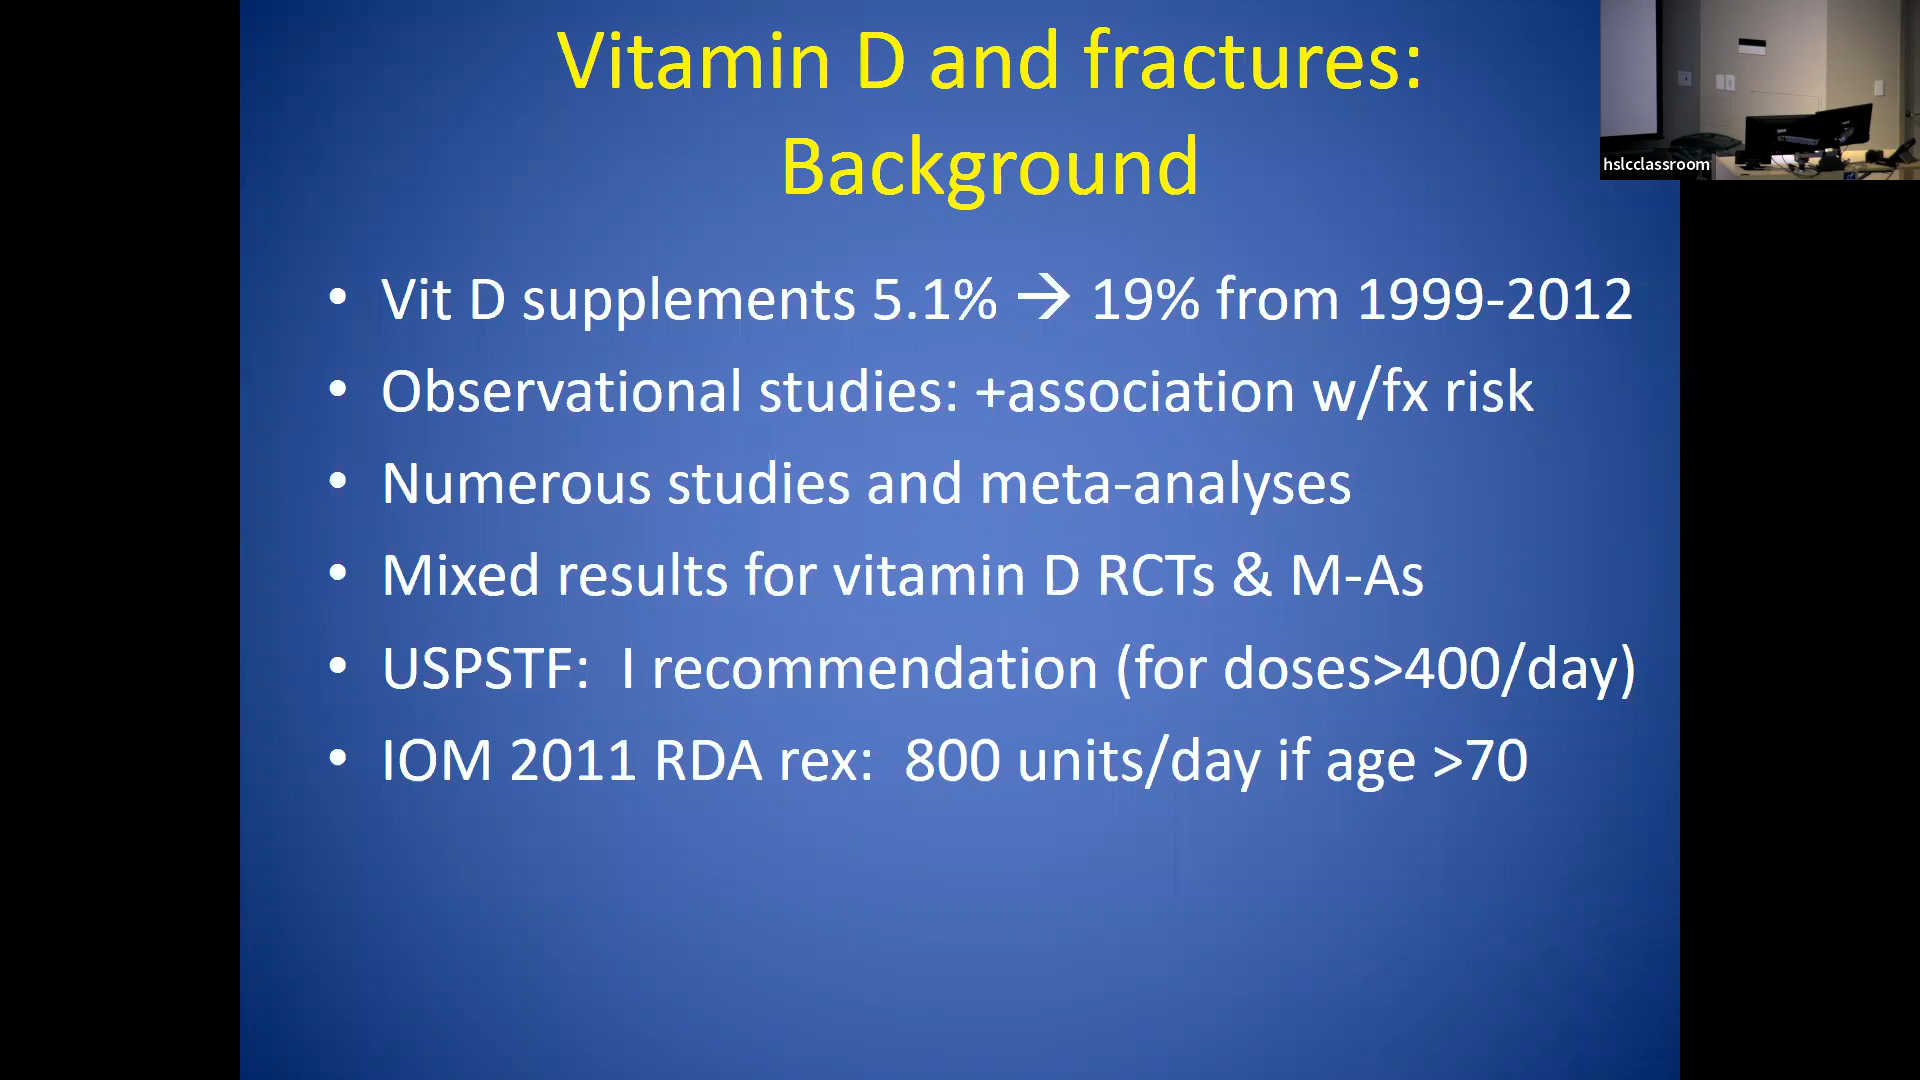 Vitamin D and fractures:
Background
hslcclassroom
• Vit D supplements 5.1% → 19% from 1999-2012
• Observational studies: +association w/fx risk
• Numerous studies and meta-analyses
• Mixed results for vitamin D RCTs & M-As
• USPSTF: I recommendation (for doses>400/day)
• IOM 2011 RDA rex: 800 units/day if age >70